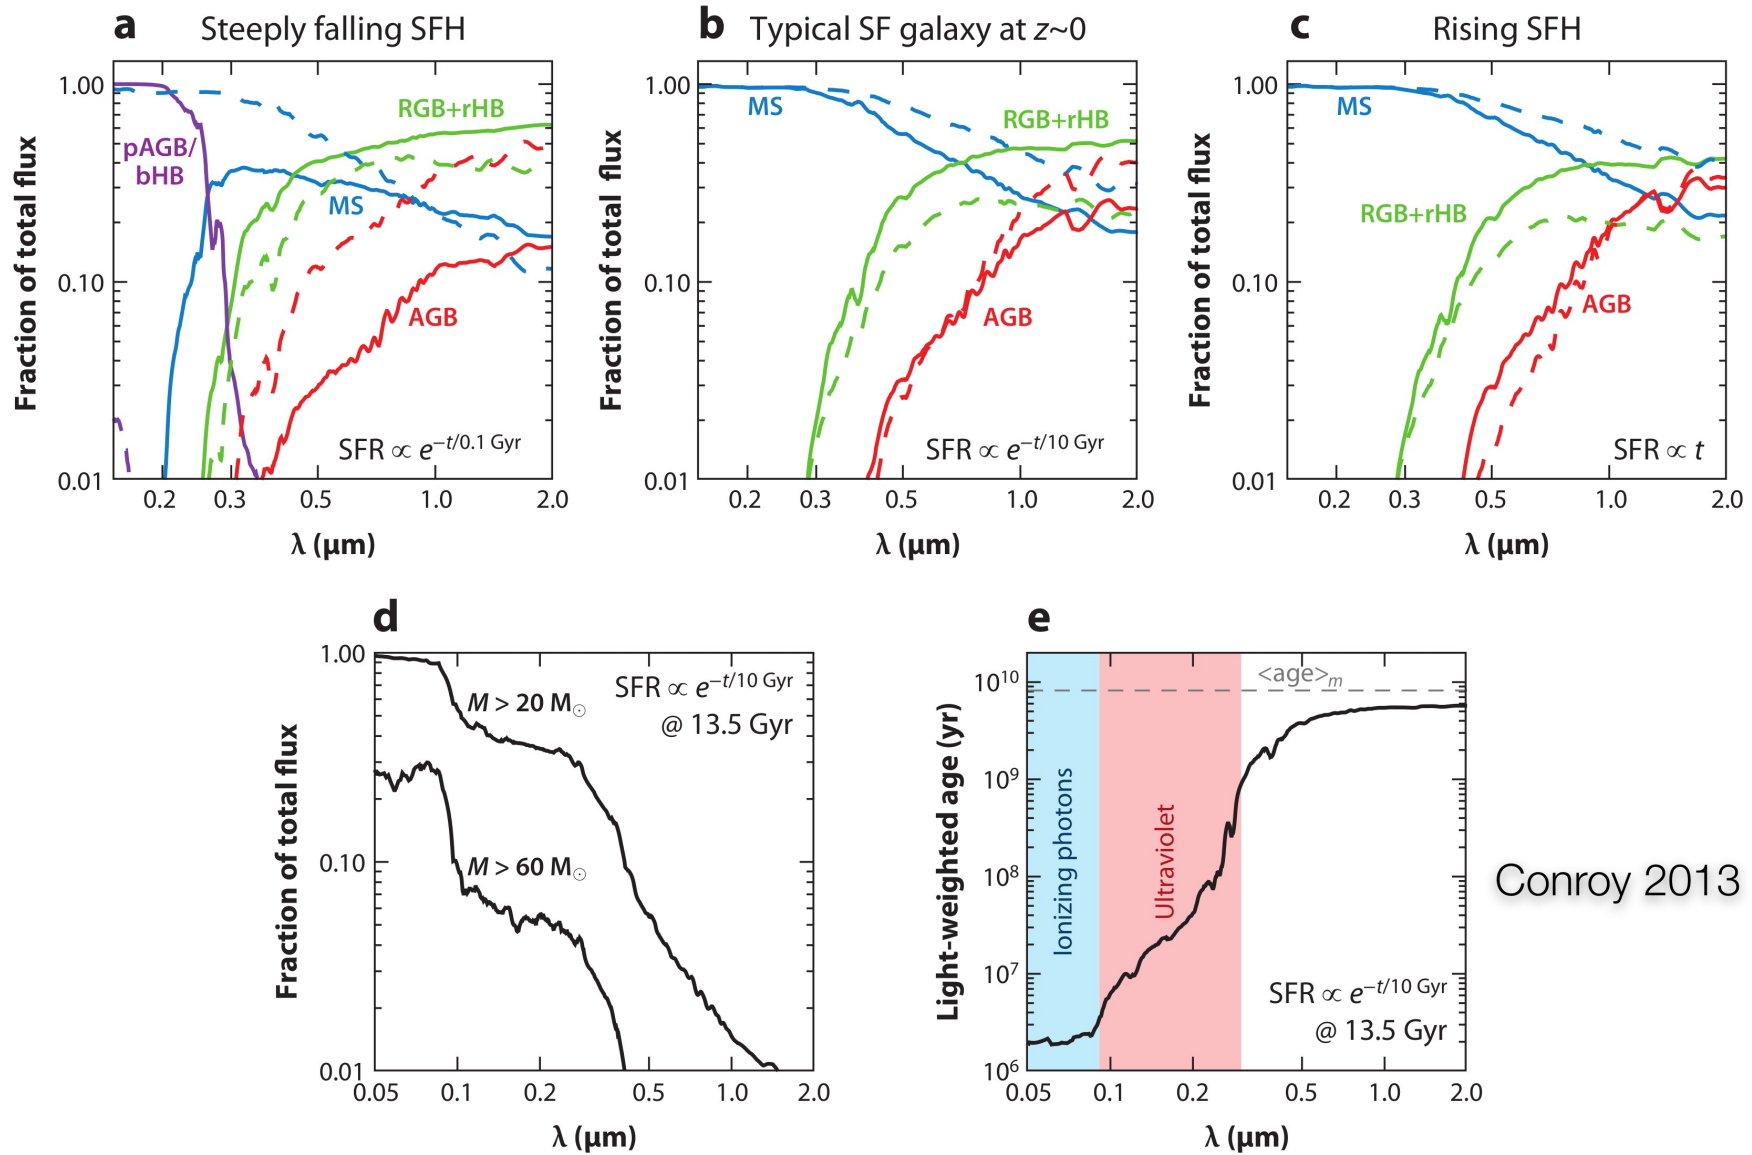 a Steeply falling SFH
Fraction of total flux
1.00
0.10
0.01
pAGB/
bHB
RGB+rHB
MS
AGB
SFR ∝ e−t/0.1 Gyr
0.2 0.3 0.5 1.0 2.0
λ (μm)
b Typical SF galaxy at z~0
Fraction of total flux
1.00
0.10
0.01
MS
RGB+rHB
AGB
SFR ∝ e−t/10 Gyr
0.2 0.3 0.5 1.0 2.0
λ (μm)
c Rising SFH
Fraction of total flux
1.00
0.10
0.01
MS
RGB+rHB
AGB
SFR ∝ t
0.2 0.3 0.5 1.0 2.0
λ (μm)
d
Fraction of total flux
1.00
0.10
0.01
SFR ∝ e−t/10 Gyr
@ 13.5 Gyr
M > 20 M☉
M > 60 M☉
0.05 0.1 0.2 0.5 1.0 2.0
λ (μm)
e
Light-weighted age (yr)
10¹⁰
10⁹
10⁸
10⁷
10⁶
<age>m
Ionizing photons
Ultraviolet
SFR ∝ e−t/10 Gyr
@ 13.5 Gyr
0.05 0.1 0.2 0.5 1.0 2.0
λ (μm)
Conroy 2013